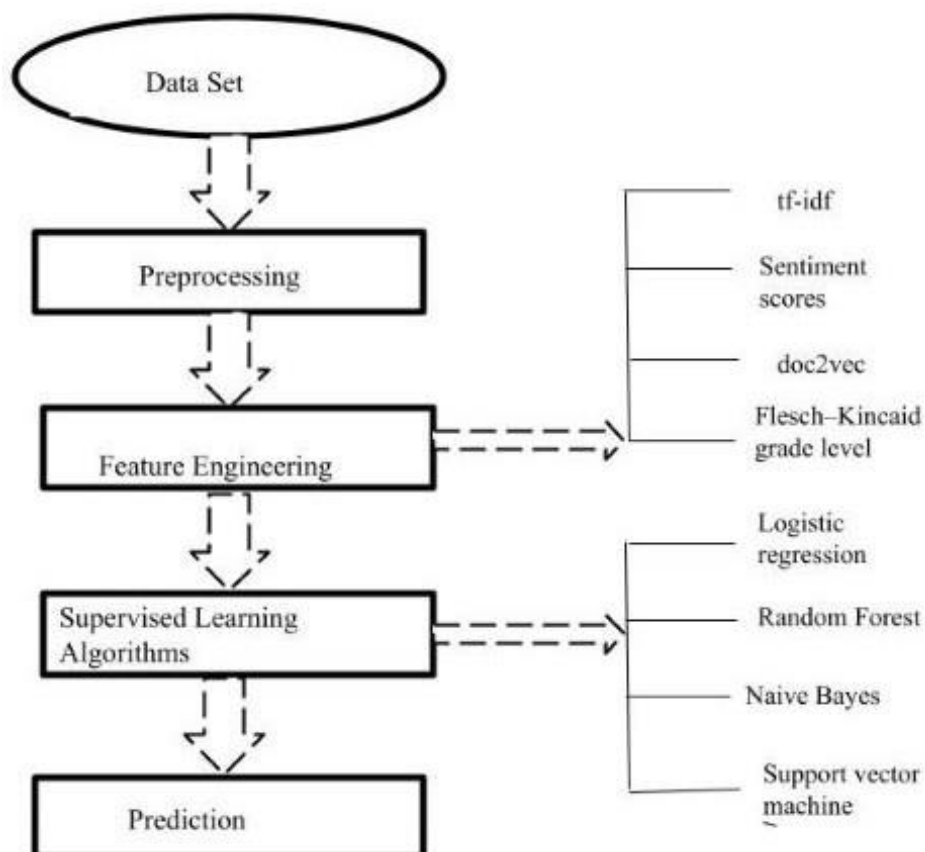 Data Set
Preprocessing
Feature Engineering
tf-idf
Sentiment
scores
doc2vec
Flesch–Kincaid
grade level
Supervised Learning
Algorithms
Logistic
regression
Random Forest
Naive Bayes
Support vector
machine
Prediction